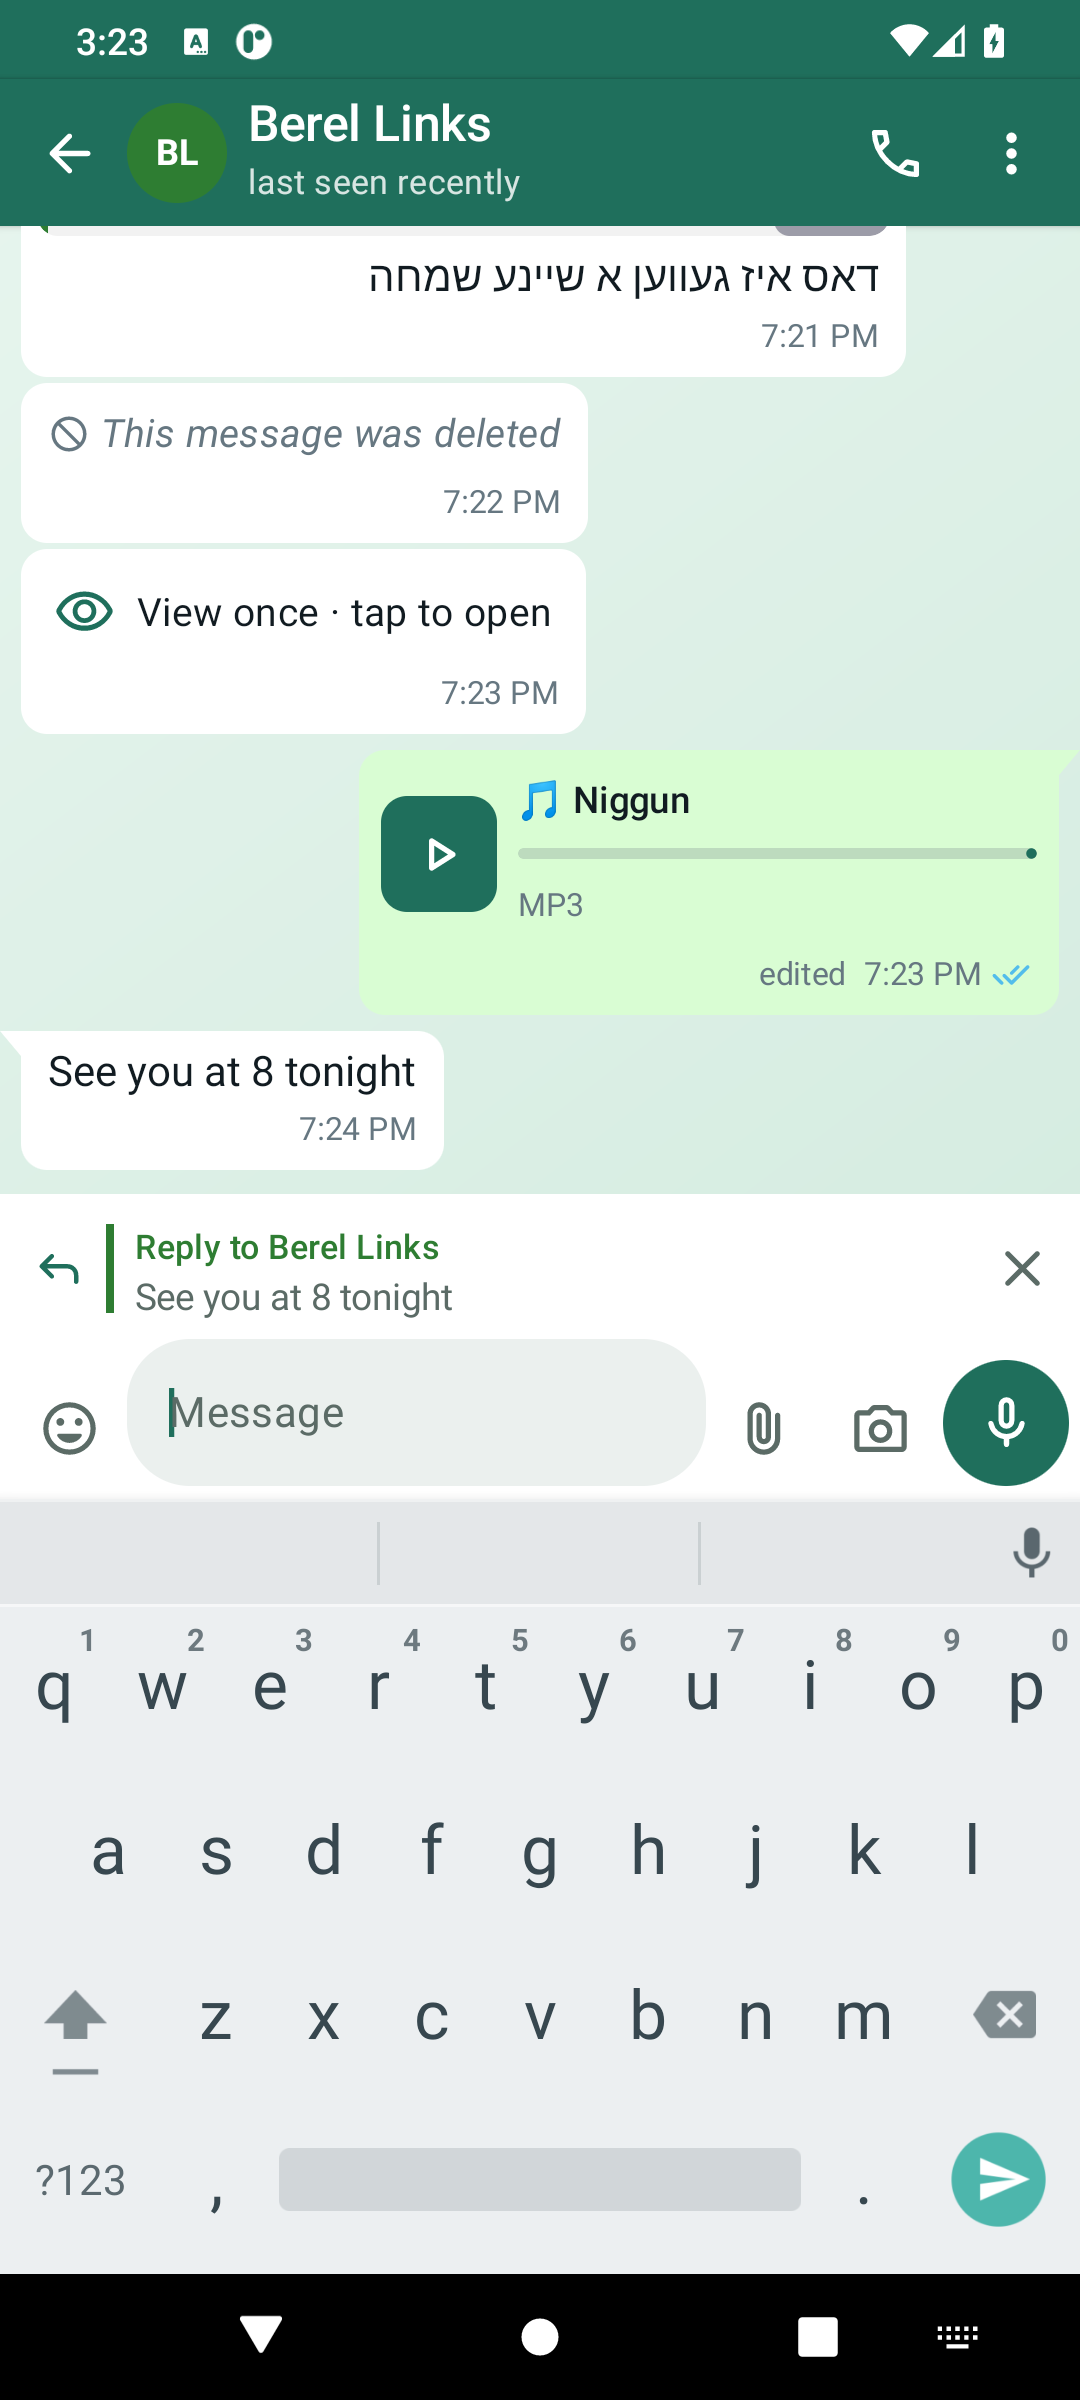 3:23
BL
Berel Links
last seen recently
דאס איז געווען א שיינע שמחה
7:21 PM
This message was deleted
7:22 PM
View once · tap to open
7:23 PM
🎵 Niggun
MP3
edited 7:23 PM
See you at 8 tonight
7:24 PM
Reply to Berel Links
See you at 8 tonight
Message
1 2 3 4 5 6 7 8 9 0
q w e r t y u i o p
a s d f g h j k l
z x c v b n m
?123 , .